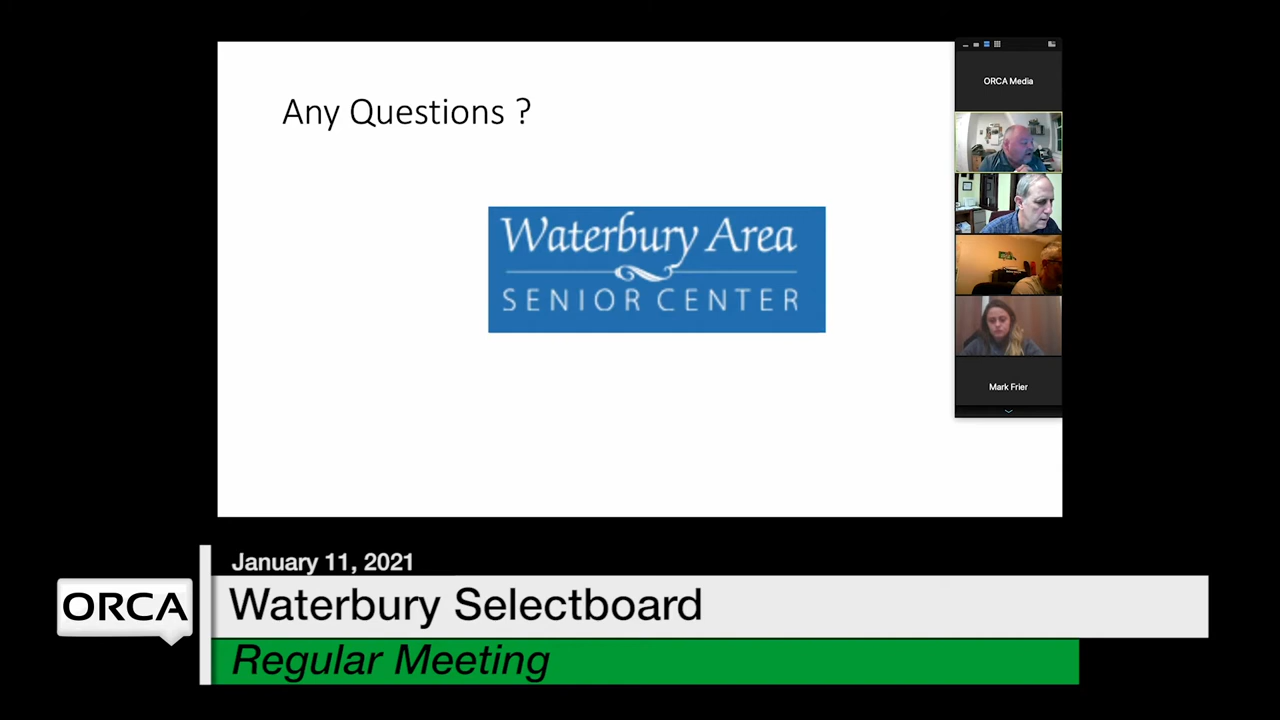 Any Questions ?
Waterbury Area
SENIOR CENTER
ORCA Media
Mark Frier
January 11, 2021
ORCA
Waterbury Selectboard
Regular Meeting